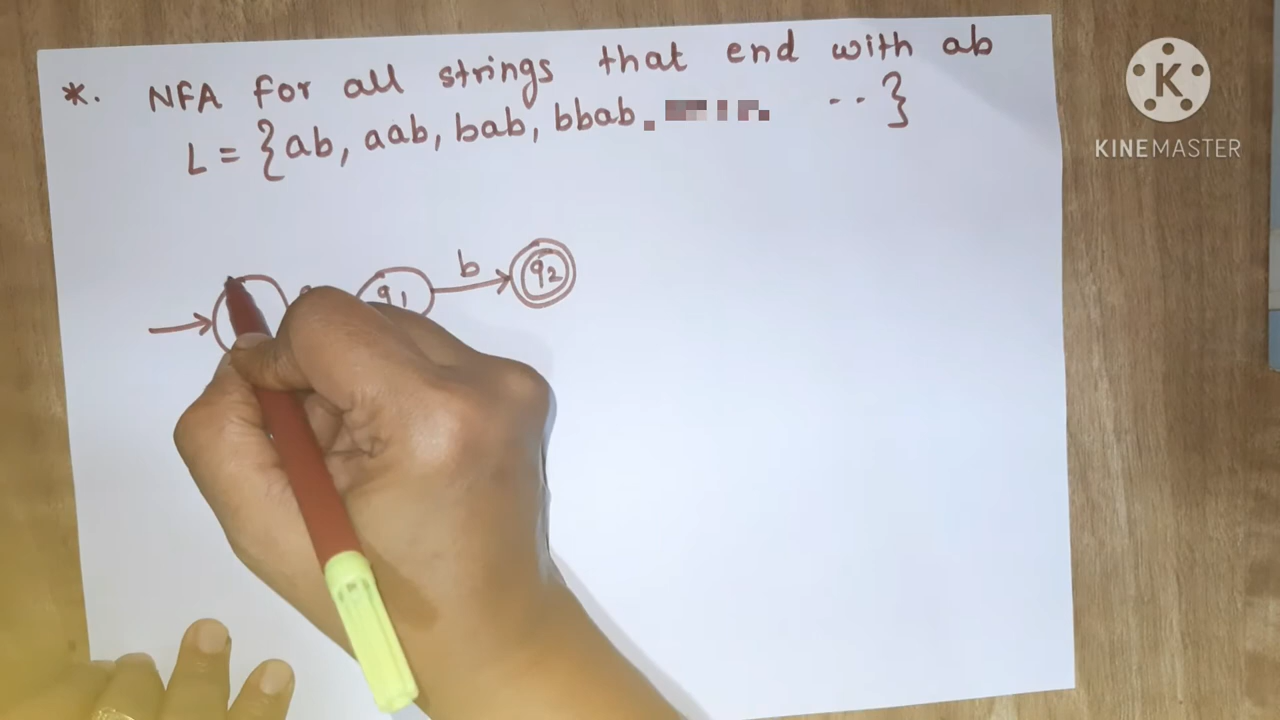 *. NFA for all strings that end with ab
L = {ab, aab, bab, bbab. -- }
b
q1
q2
K
KINEMASTER